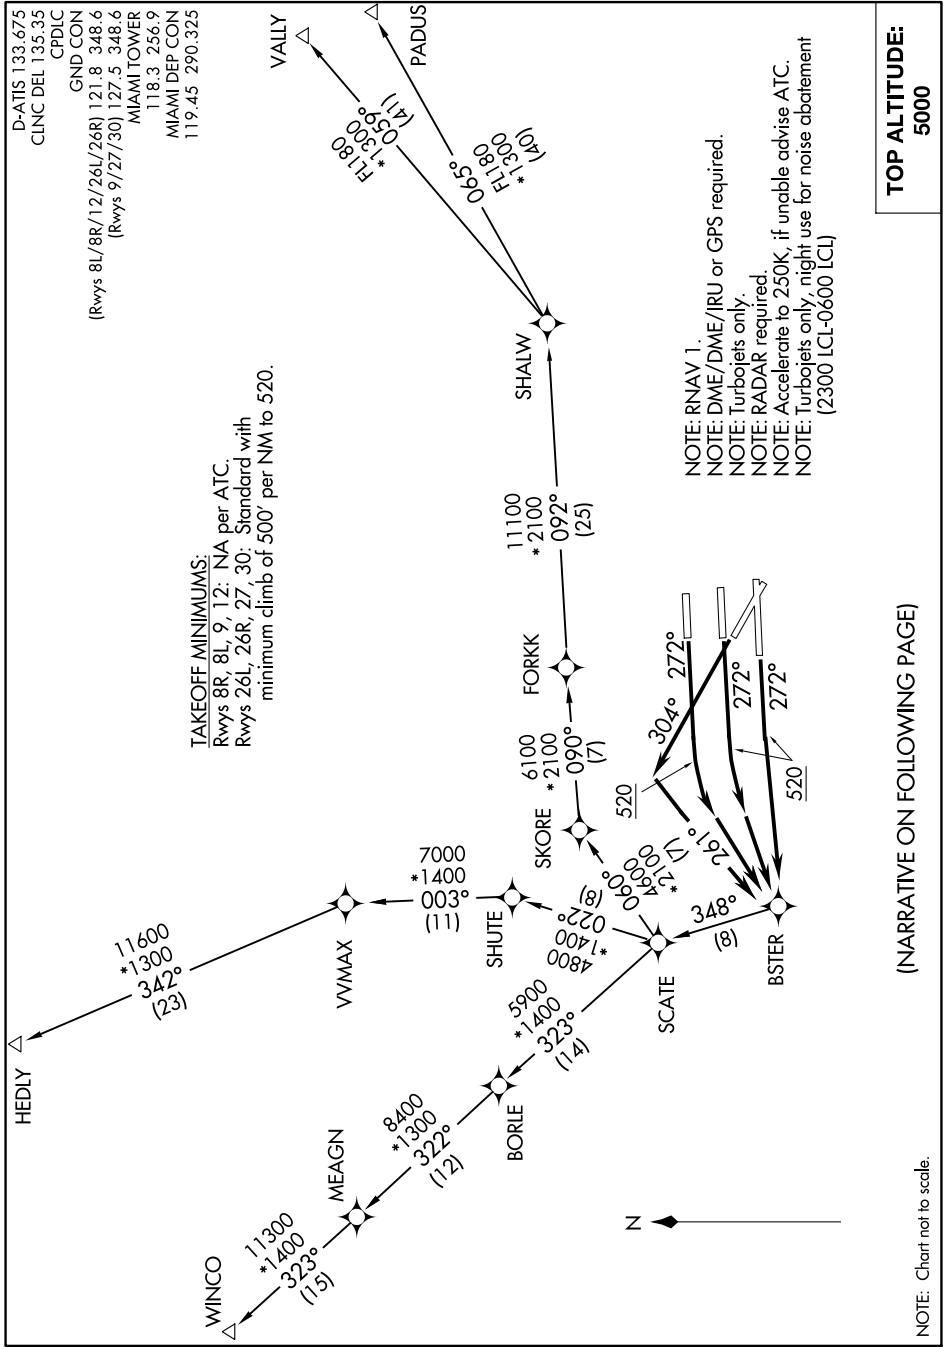 D-ATIS 133.675
CLNC DEL 135.35
CPDLC
GND CON
(Rwys 8L/8R/12/26L/26R) 121.8 348.6
(Rwys 9/27/30) 127.5 348.6
MIAMI TOWER
118.3 256.9
MIAMI DEP CON
119.45 290.325
TOP ALTITUDE:
5000
TAKEOFF MINIMUMS:
Rwys 8R, 8L, 9, 12: NA per ATC.
Rwys 26L, 26R, 27, 30: Standard with
minimum climb of 500' per NM to 520.
HEDLY
11600
*1300
342°
(23)
VVMAX
7000
*1400
003°
(11)
SHUTE
4800
*1400
022°
(8)
WINCO
11300
*1400
323°
(15)
MEAGN
8400
*1300
322°
(12)
BORLE
5900
*1400
323°
(14)
SCATE
348°
(8)
BSTER
060°
4600
*2100
(7)
SKORE
6100
*2100
090°
(7)
FORKK
11100
*2100
092°
(25)
SHALW
VALLY
FL180
*1300
059°
(41)
PADUS
065°
FL180
*1300
(40)
304°
272°
272°
272°
261°
520
520
NOTE: RNAV 1.
NOTE: DME/DME/IRU or GPS required.
NOTE: Turbojets only.
NOTE: RADAR required.
NOTE: Accelerate to 250K, if unable advise ATC.
NOTE: Turbojets only, night use for noise abatement
(2300 LCL-0600 LCL)
N
(NARRATIVE ON FOLLOWING PAGE)
NOTE: Chart not to scale.